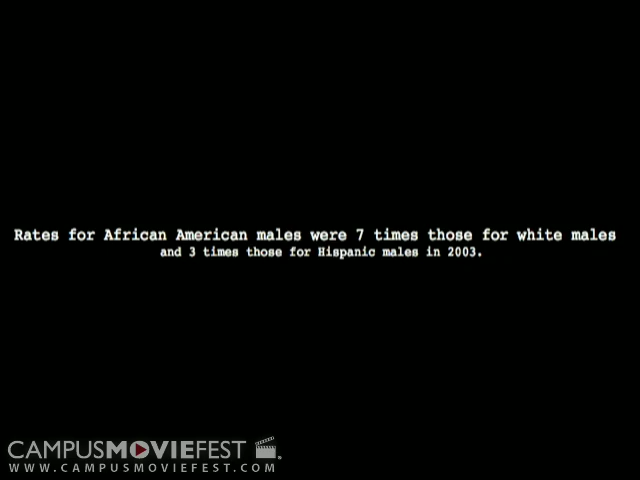 Rates for African American males were 7 times those for white males
and 3 times those for Hispanic males in 2003.
CAMPUSMOVIEFEST
WWW.CAMPUSMOVIEFEST.COM